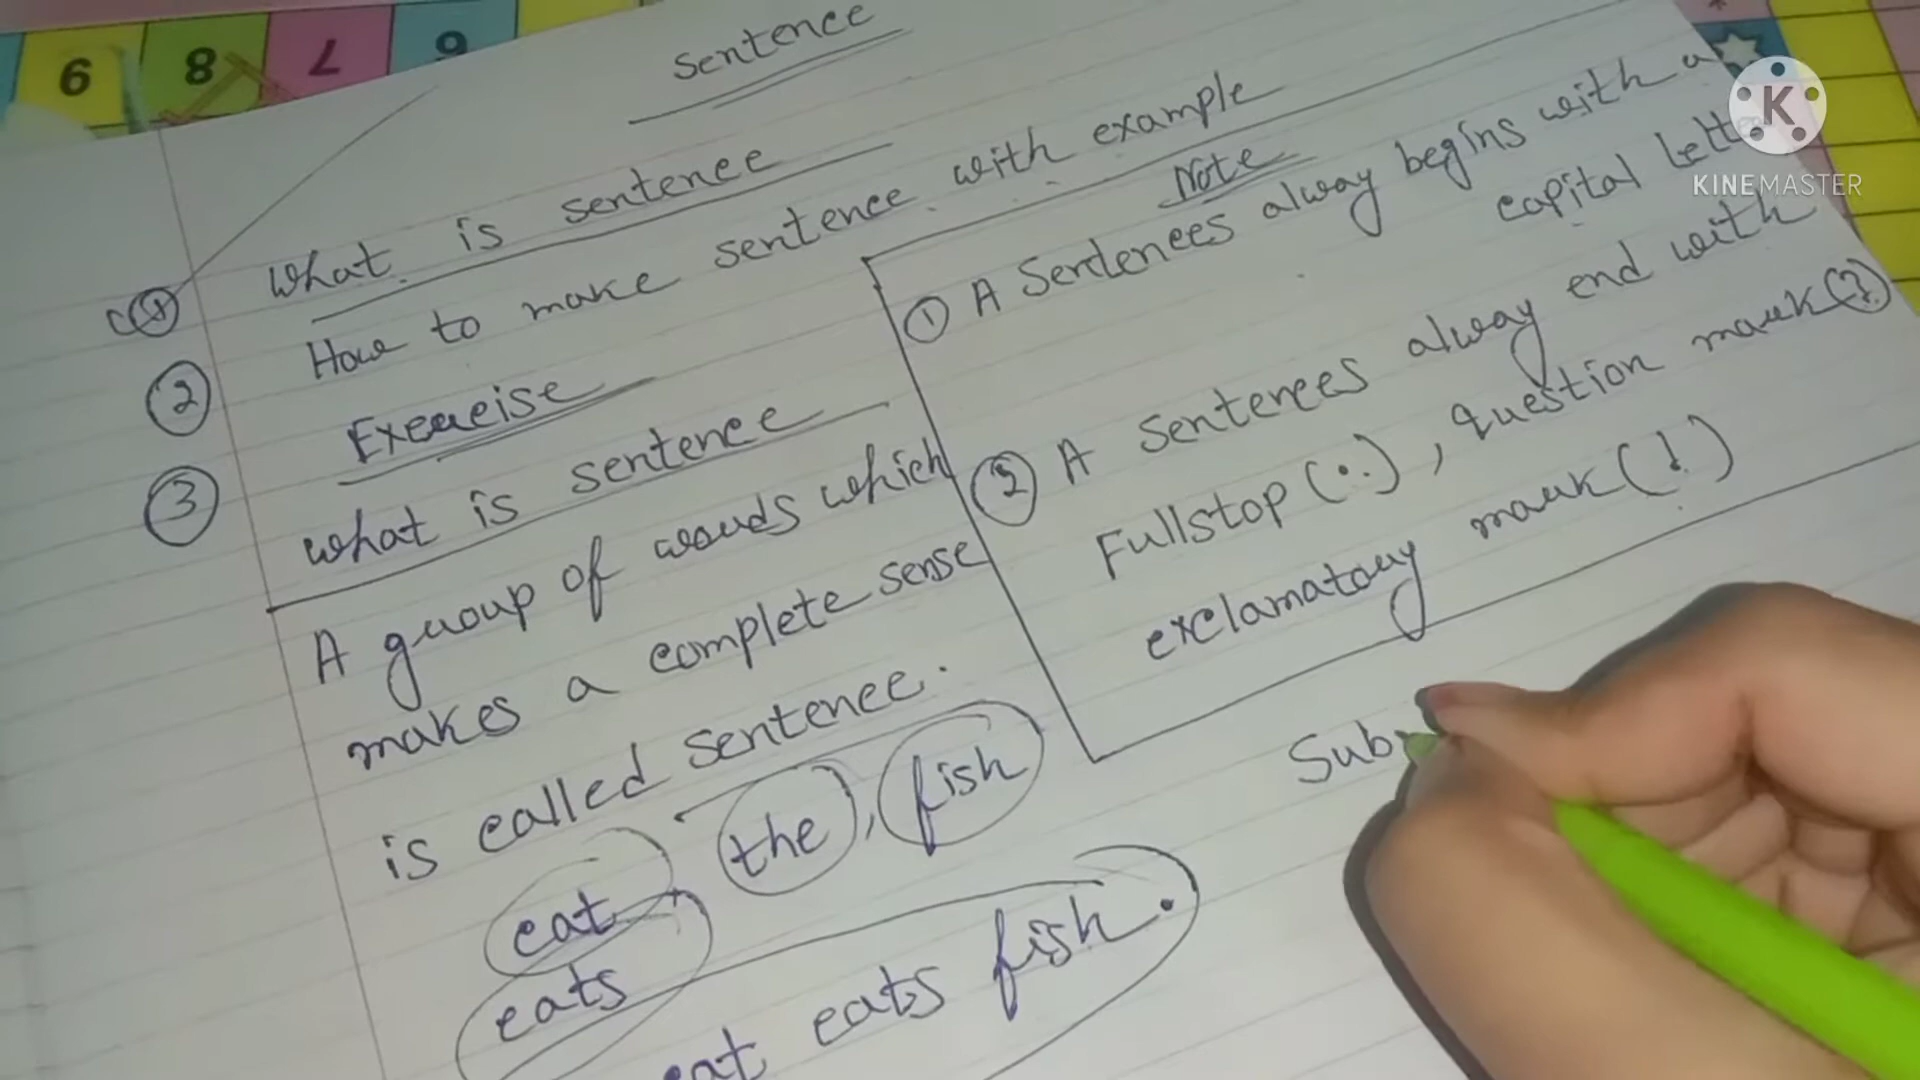 9 8 7 6
Sentence
① What is sentence
② How to make sentence with example
③ Exercise
what is sentence
A group of words which
makes a complete sense
is called sentence.
cat, the, fish
eats
cat eats fish.
Note
① A Sentences alway begins with a
capital letter
② A sentences alway end with
Fullstop (.), question mark (?)
exclamatory mark (!)
Sub
K
KINEMASTER